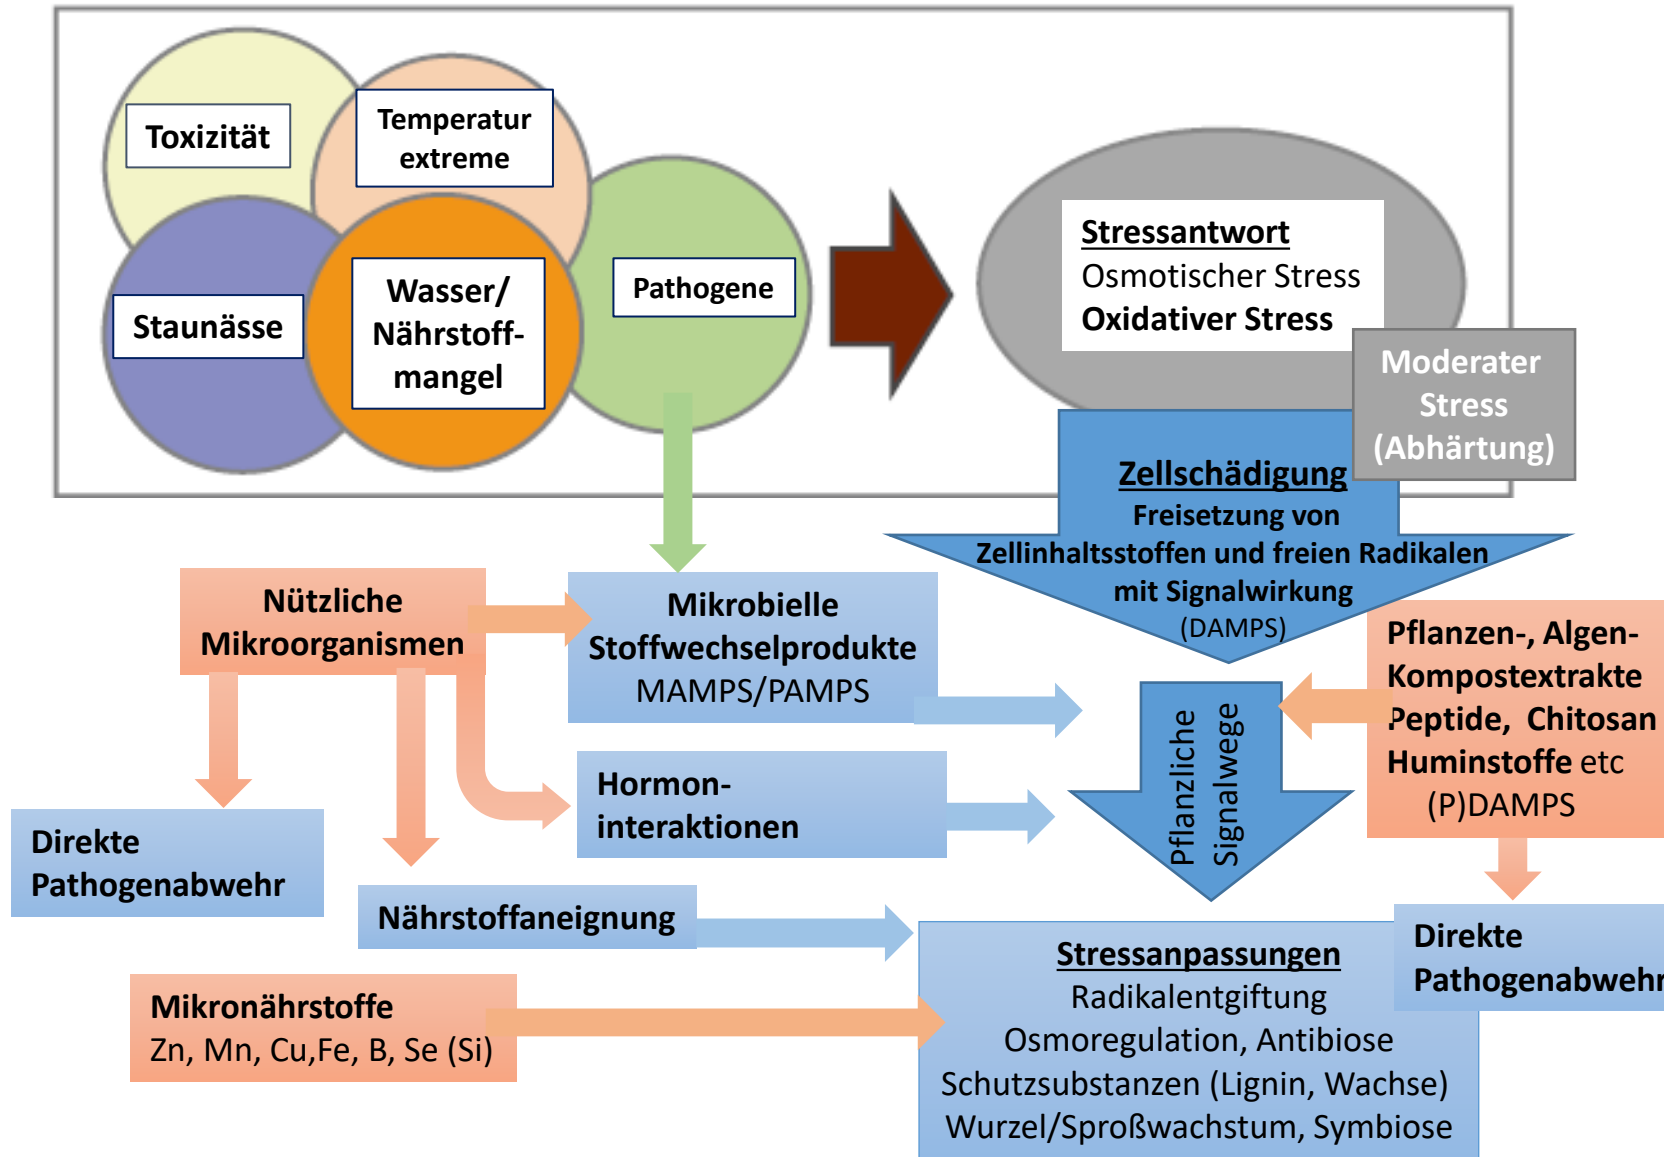 Toxizität
Temperatur
extreme
Staunässe
Wasser/
Nährstoff-
mangel
Pathogene
Stressantwort
Osmotischer Stress
Oxidativer Stress
Moderater
Stress
(Abhärtung)
Zellschädigung
Freisetzung von
Zellinhaltsstoffen und freien Radikalen
mit Signalwirkung
(DAMPS)
Nützliche
Mikroorganismen
Mikrobielle
Stoffwechselprodukte
MAMPS/PAMPS
Pflanzen-, Algen-
Kompostextrakte
Peptide, Chitosan
Huminstoffe etc
(P)DAMPS
Pflanzliche
Signalwege
Hormon-
interaktionen
Direkte
Pathogenabwehr
Nährstoffaneignung
Direkte
Pathogenabwehr
Mikronährstoffe
Zn, Mn, Cu,Fe, B, Se (Si)
Stressanpassungen
Radikalentgiftung
Osmoregulation, Antibiose
Schutzsubstanzen (Lignin, Wachse)
Wurzel/Sproßwachstum, Symbiose